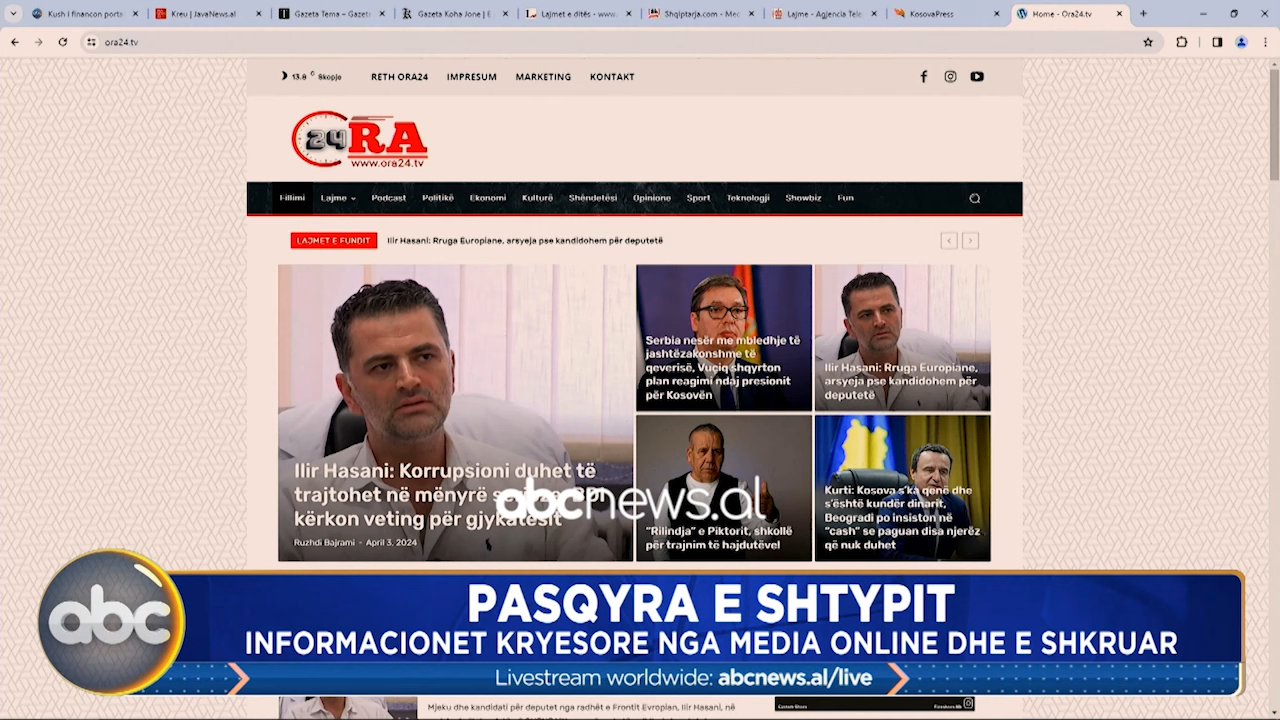 Kush i financon ports
Kreu | JavaNews.al
Gazeta Tema – Gazet
Gazeta Koha Jone | E
Lajmet e ditës - www.
Shqiptarja.com - Me
Lajme - Agjencia Tele
KosovaPress
Home - Ora24.tv
ora24.tv
13.8 C Skopje
RETH ORA24
IMPRESUM
MARKETING
KONTAKT
24 ORA
www.ora24.tv
Fillimi
Lajme
Podcast
Politikë
Ekonomi
Kulturë
Shëndetësi
Opinione
Sport
Teknologji
Showbiz
Fun
LAJMET E FUNDIT
Ilir Hasani: Rruga Europiane, arsyeja pse kandidohem për deputetë
Ilir Hasani: Korrupsioni duhet të
trajtohet në mënyrë
kërkon veting për gjykatësit
Ruzhdi Bajrami - April 3, 2024
Serbia nesër me mbledhje të
jashtëzakonshme të
qeverisë, Vuçiq shqyrton
plan reagimi ndaj presionit
për Kosovën
Ilir Hasani: Rruga Europiane,
arsyeja pse kandidohem për
deputetë
"Rilindja" e Piktorit, shkollë
për trajnim të hajdutëvel
Kurti: Kosova s'ka qenë dhe
s'është kundër dinarit,
Beogradi po insiston në
"cash" se paguan disa njerëz
që nuk duhet
abcnews.al
abc
PASQYRA E SHTYPIT
INFORMACIONET KRYESORE NGA MEDIA ONLINE DHE E SHKRUAR
Livestream worldwide: abcnews.al/live
Mjeku dhe kandidati për deputet nga radhët e Frontit Evropian, Ilir Hasani, në